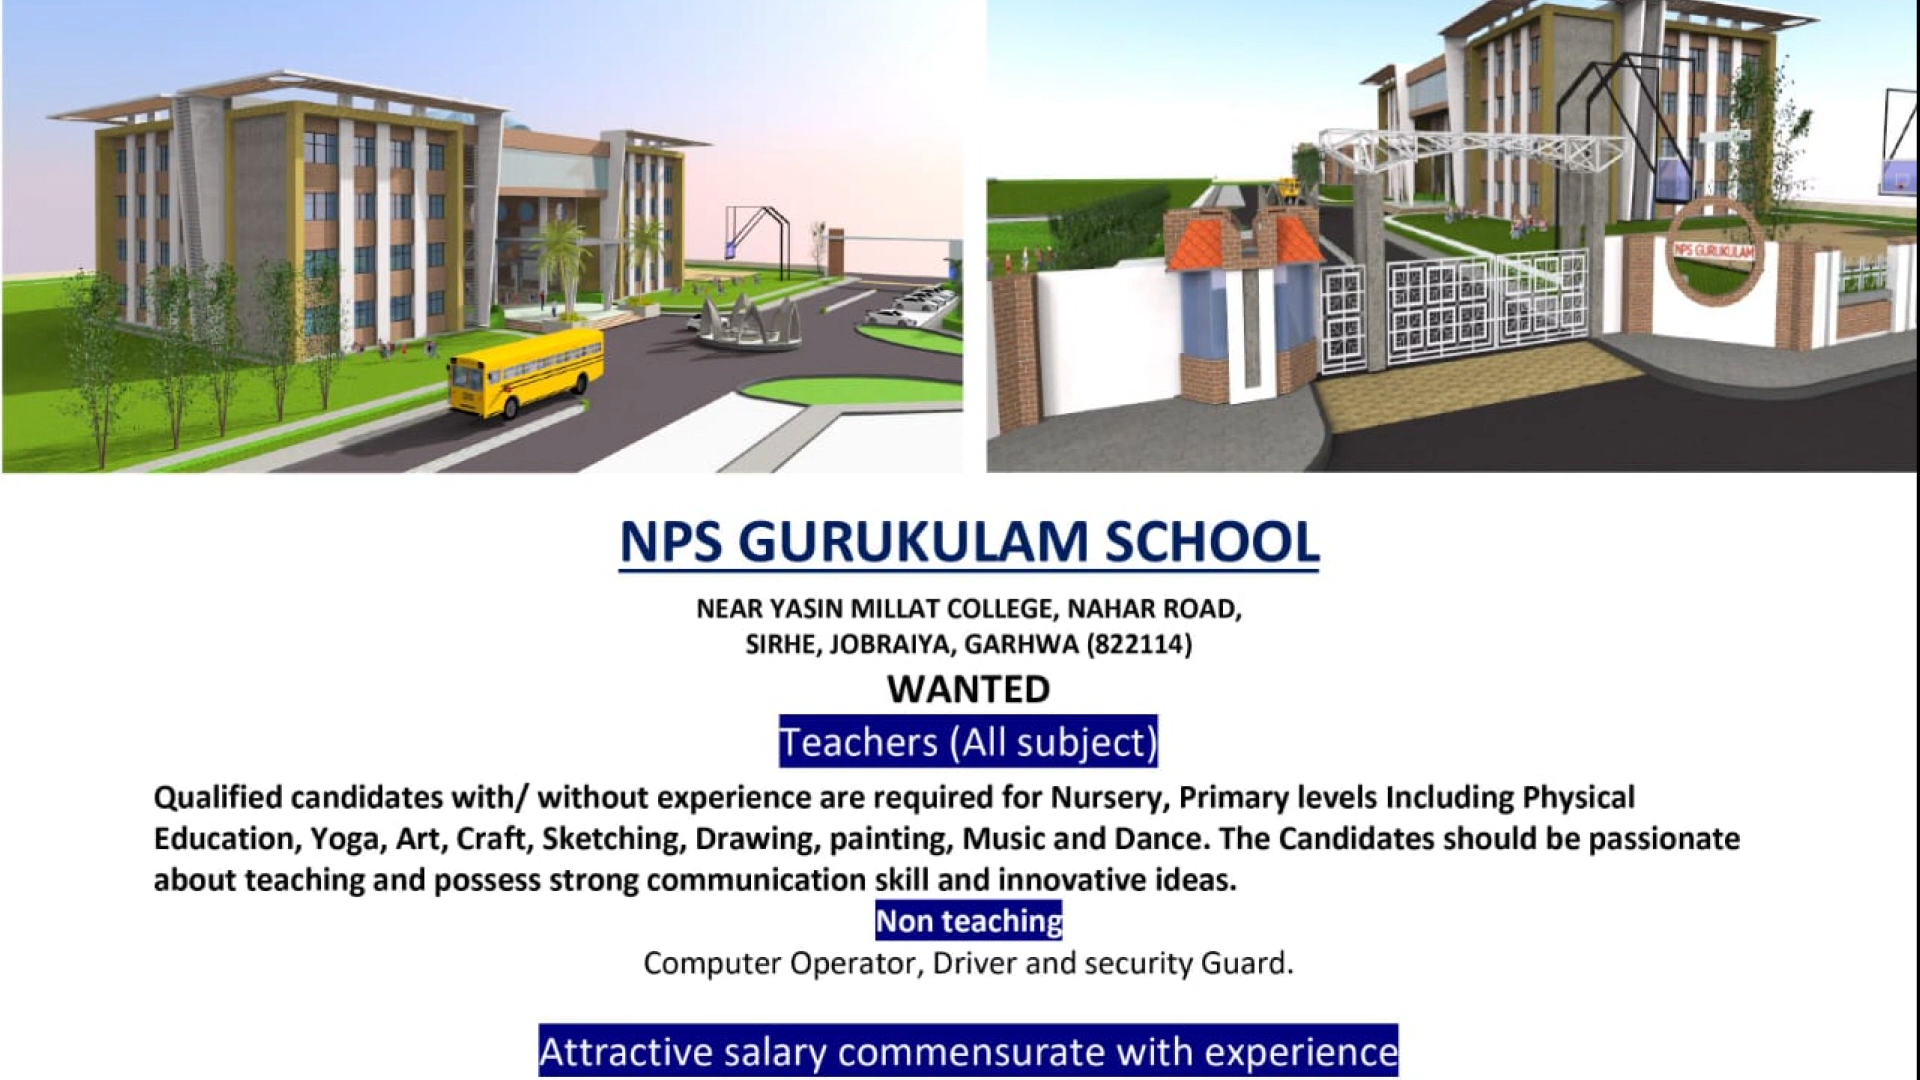 NPS GURUKULAM
NPS GURUKULAM SCHOOL
NEAR YASIN MILLAT COLLEGE, NAHAR ROAD,
SIRHE, JOBRAIYA, GARHWA (822114)
WANTED
Teachers (All subject)
Qualified candidates with/ without experience are required for Nursery, Primary levels Including Physical
Education, Yoga, Art, Craft, Sketching, Drawing, painting, Music and Dance. The Candidates should be passionate
about teaching and possess strong communication skill and innovative ideas.
Non teaching
Computer Operator, Driver and security Guard.
Attractive salary commensurate with experience